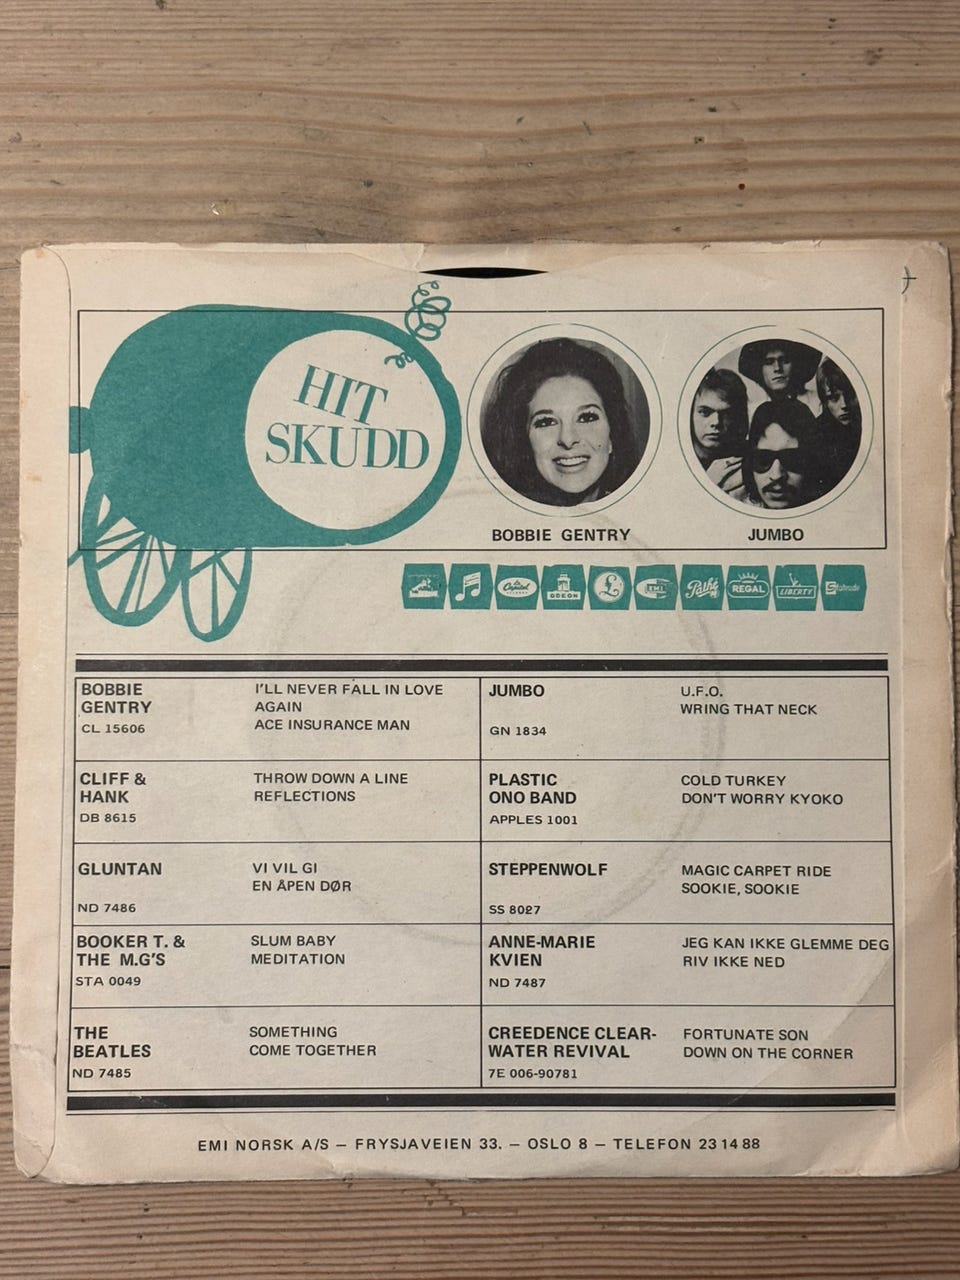 HIT
SKUDD
BOBBIE GENTRY
JUMBO
Capitol
ODEON
£
EMI
Pathé
REGAL
LIBERTY
Stateside
BOBBIE
GENTRY
CL 15606
I'LL NEVER FALL IN LOVE
AGAIN
ACE INSURANCE MAN
JUMBO
GN 1834
U.F.O.
WRING THAT NECK
CLIFF &
HANK
DB 8615
THROW DOWN A LINE
REFLECTIONS
PLASTIC
ONO BAND
APPLES 1001
COLD TURKEY
DON'T WORRY KYOKO
GLUNTAN
ND 7486
VI VIL GI
EN ÅPEN DØR
STEPPENWOLF
SS 8027
MAGIC CARPET RIDE
SOOKIE, SOOKIE
BOOKER T. &
THE M.G'S
STA 0049
SLUM BABY
MEDITATION
ANNE-MARIE
KVIEN
ND 7487
JEG KAN IKKE GLEMME DEG
RIV IKKE NED
THE
BEATLES
ND 7485
SOMETHING
COME TOGETHER
CREEDENCE CLEAR-
WATER REVIVAL
7E 006-90781
FORTUNATE SON
DOWN ON THE CORNER
EMI NORSK A/S — FRYSJAVEIEN 33. — OSLO 8 — TELEFON 23 14 88